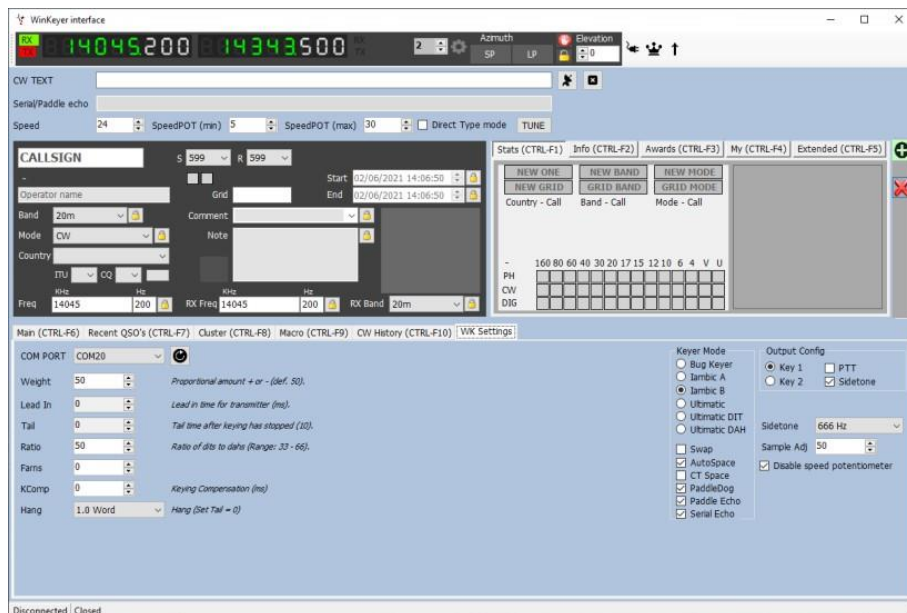 WinKeyer interface
RX 14045.200 14343.500 RX 2 Azimuth Elevation
TX TX SP LP 0
CW TEXT
Serial/Paddle echo
Speed 24 SpeedPOT (min) 5 SpeedPOT (max) 30 Direct Type mode TUNE
CALLSIGN S 599 R 599
- Start 02/06/2021 14:06:50
Operator name Grid End 02/06/2021 14:06:50
Band 20m Comment
Mode CW Note
Country
ITU CQ
KHz Hz KHz Hz
Freq 14045 200 RX Freq 14045 200 RX Band 20m
Stats (CTRL-F1) Info (CTRL-F2) Awards (CTRL-F3) My (CTRL-F4) Extended (CTRL-F5)
NEW ONE NEW BAND NEW MODE
NEW GRID GRID BAND GRID MODE
Country - Call Band - Call Mode - Call
- 160 80 60 40 30 20 17 15 12 10 6 4 V U
PH
CW
DIG
Main (CTRL-F6) Recent QSO's (CTRL-F7) Cluster (CTRL-F8) Macro (CTRL-F9) CW History (CTRL-F10) WK Settings
COM PORT COM20
Weight 50 Proportional amount + or - (def. 50).
Lead In 0 Lead in time for transmitter (ms).
Tail 0 Tail time after keying has stopped (10).
Ratio 50 Ratio of dits to dahs (Range: 33 - 66).
Farns 0
KComp 0 Keying Compensation (ms)
Hang 1.0 Word Hang (Set Tail = 0)
Keyer Mode
Bug Keyer
Iambic A
Iambic B
Ultimatic
Ultimatic DIT
Ultimatic DAH
Swap
AutoSpace
CT Space
PaddleDog
Paddle Echo
Serial Echo
Output Config
Key 1 PTT
Key 2 Sidetone
Sidetone 666 Hz
Sample Adj 50
Disable speed potentiometer
Disconnected Closed